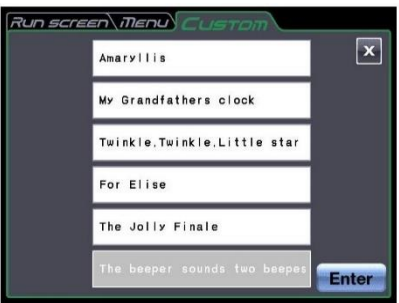 Run screen Menu Custom
x
Amaryllis
My Grandfathers clock
Twinkle,Twinkle,Little star
For Elise
The Jolly Finale
The beeper sounds two beepes
Enter